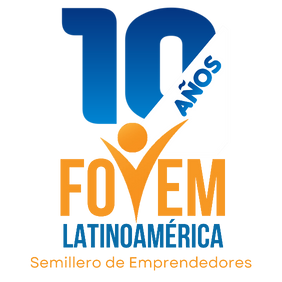 10
AÑOS
FOVEM
LATINOAMÉRICA
Semillero de Emprendedores